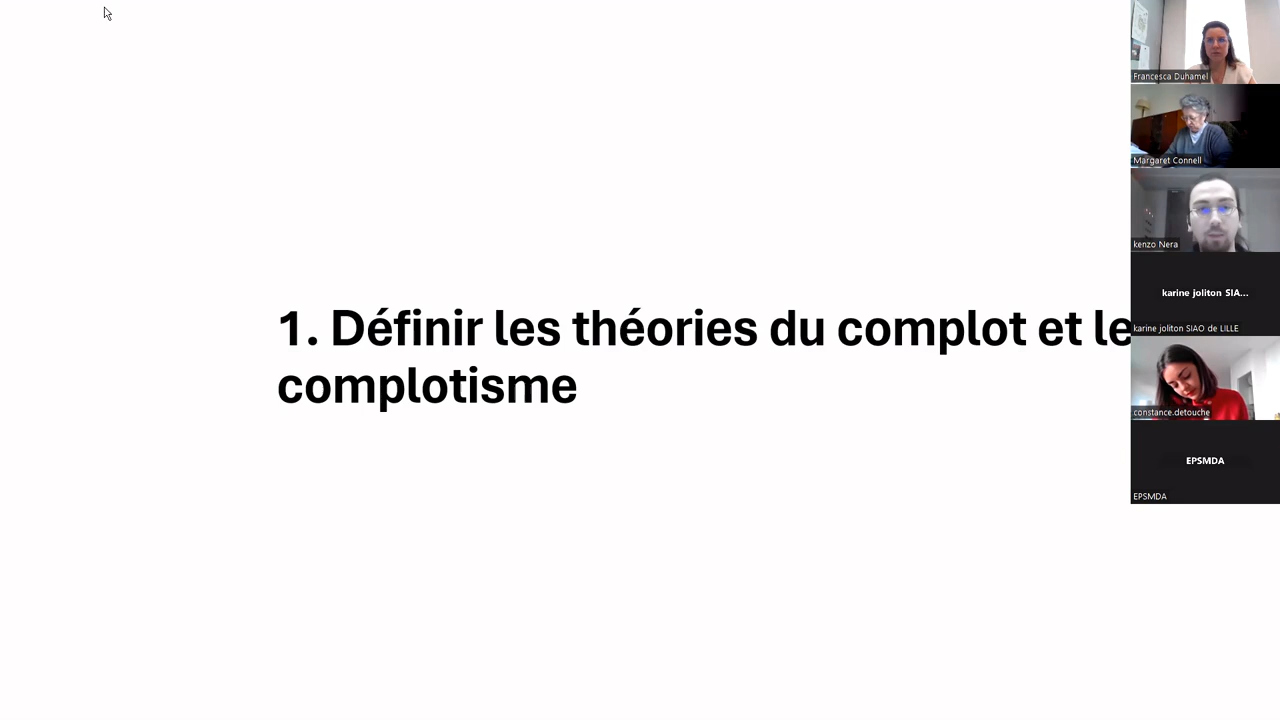 1. Définir les théories du complot et le
complotisme
Francesca Duhamel
Margaret Connell
kenzo Nera
karine joliton SIA...
karine joliton SIAO de LILLE
constance.detouche
EPSMDA
EPSMDA